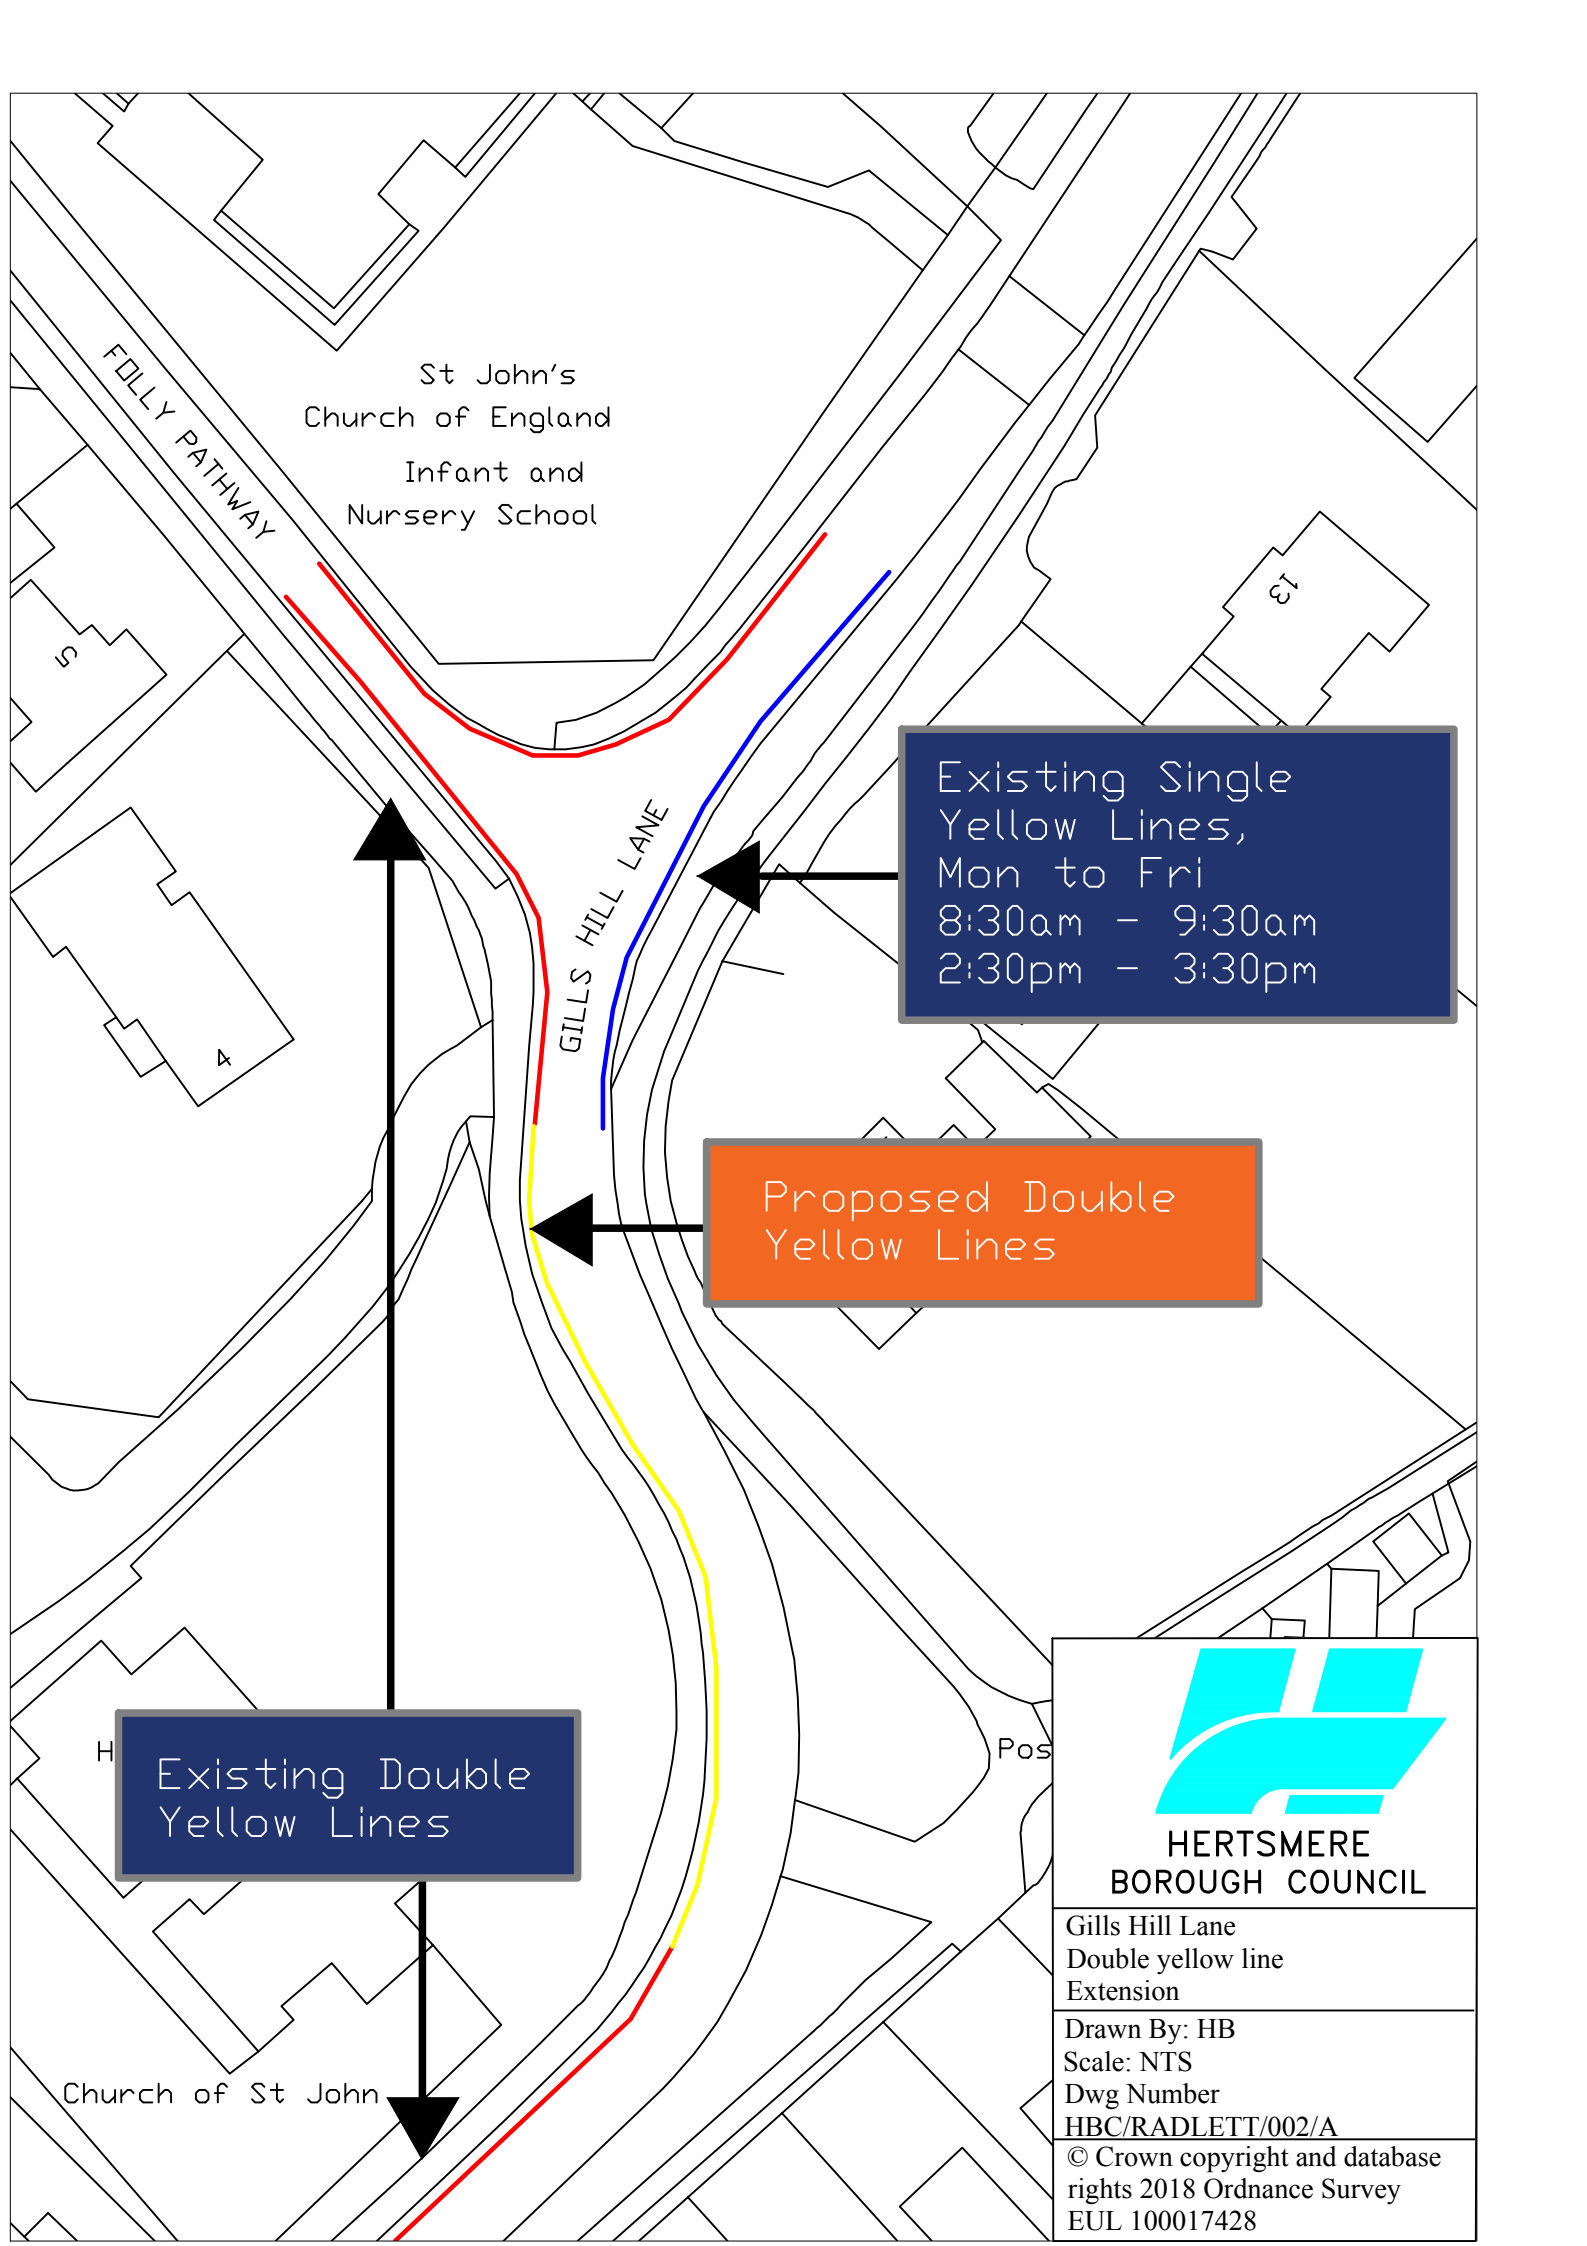 St John's
Church of England
Infant and
Nursery School
FOLLY PATHWAY
13
5
Existing Single
Yellow Lines,
Mon to Fri
8:30am - 9:30am
2:30pm - 3:30pm
GILLS HILL LANE
4
Proposed Double
Yellow Lines
H
Existing Double
Yellow Lines
Pos
HERTSMERE
BOROUGH COUNCIL
Gills Hill Lane
Double yellow line
Extension
Drawn By: HB
Scale: NTS
Dwg Number
HBC/RADLETT/002/A
© Crown copyright and database
rights 2018 Ordnance Survey
EUL 100017428
Church of St John